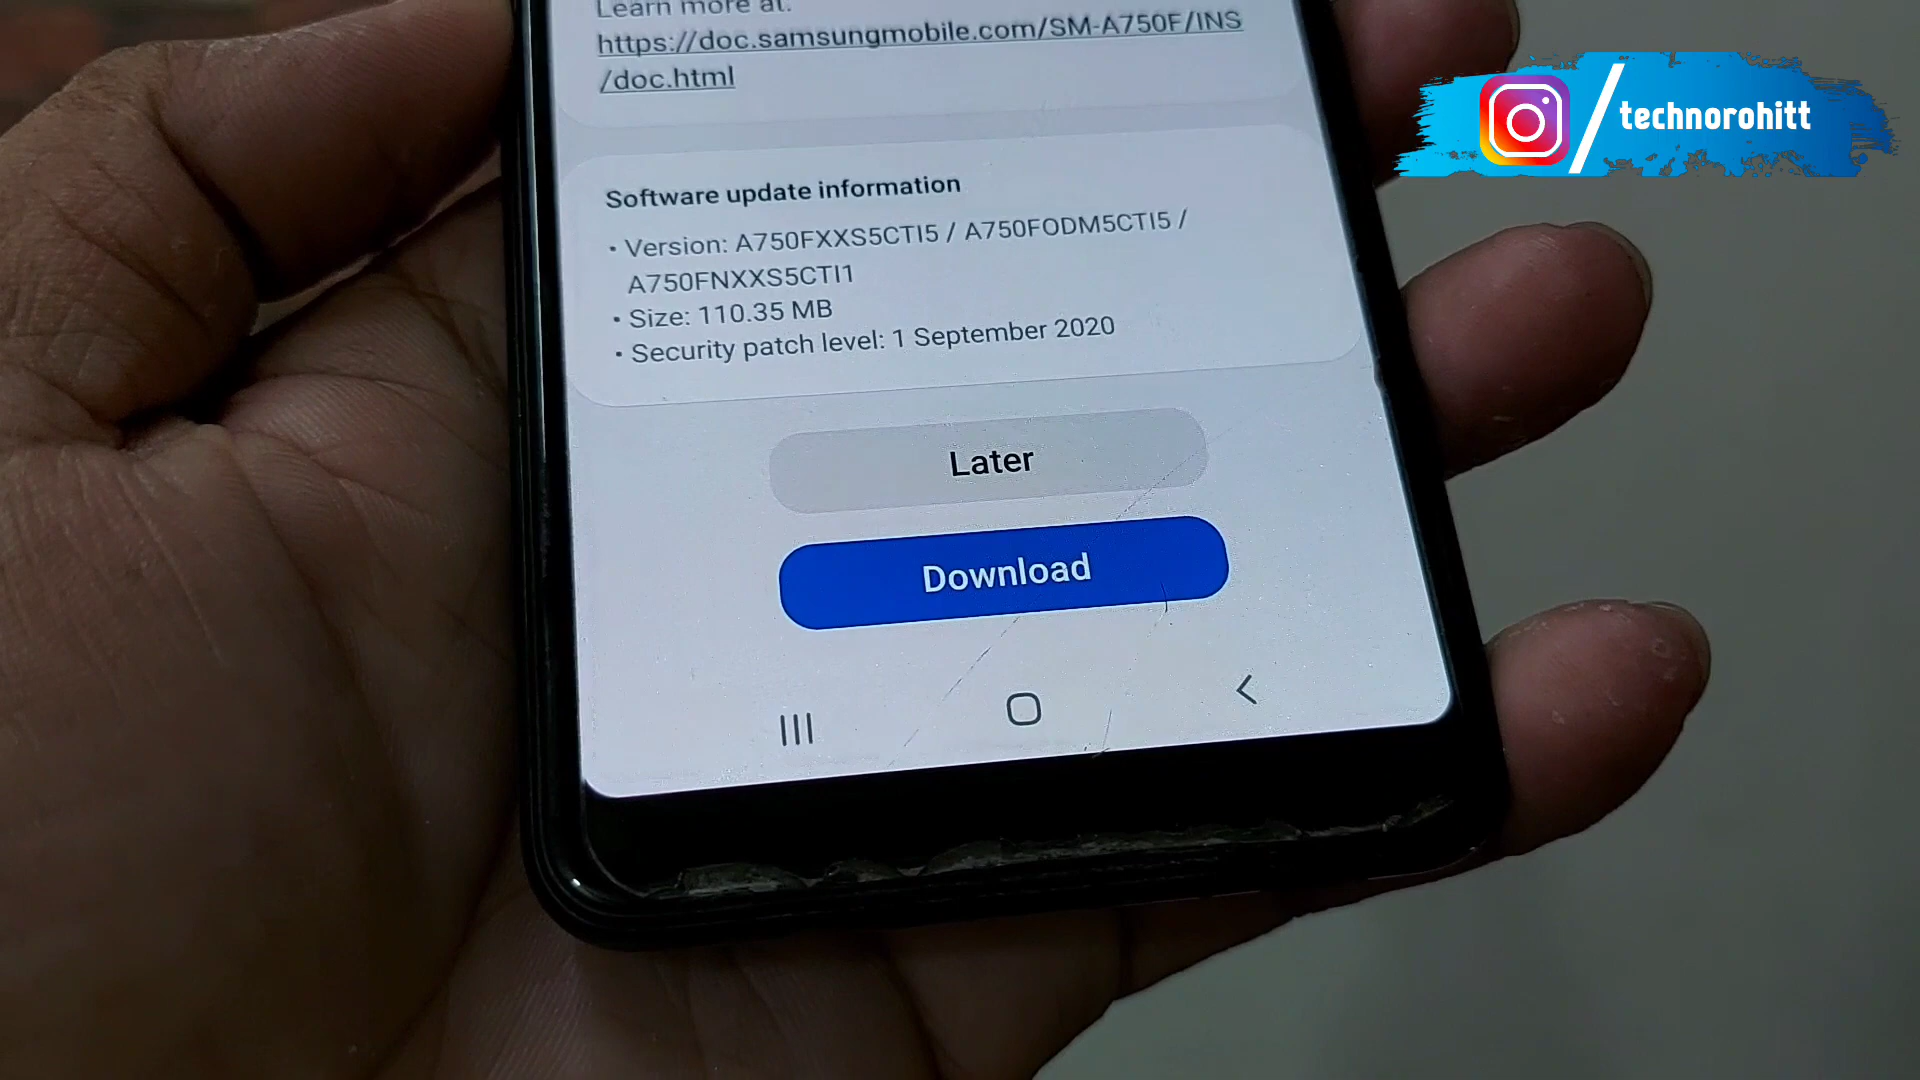 Learn more at:
https://doc.samsungmobile.com/SM-A750F/INS
/doc.html
technorohitt
Software update information
• Version: A750FXXS5CTI5 / A750FODM5CTI5 /
A750FNXXS5CTI1
• Size: 110.35 MB
• Security patch level: 1 September 2020
Later
Download